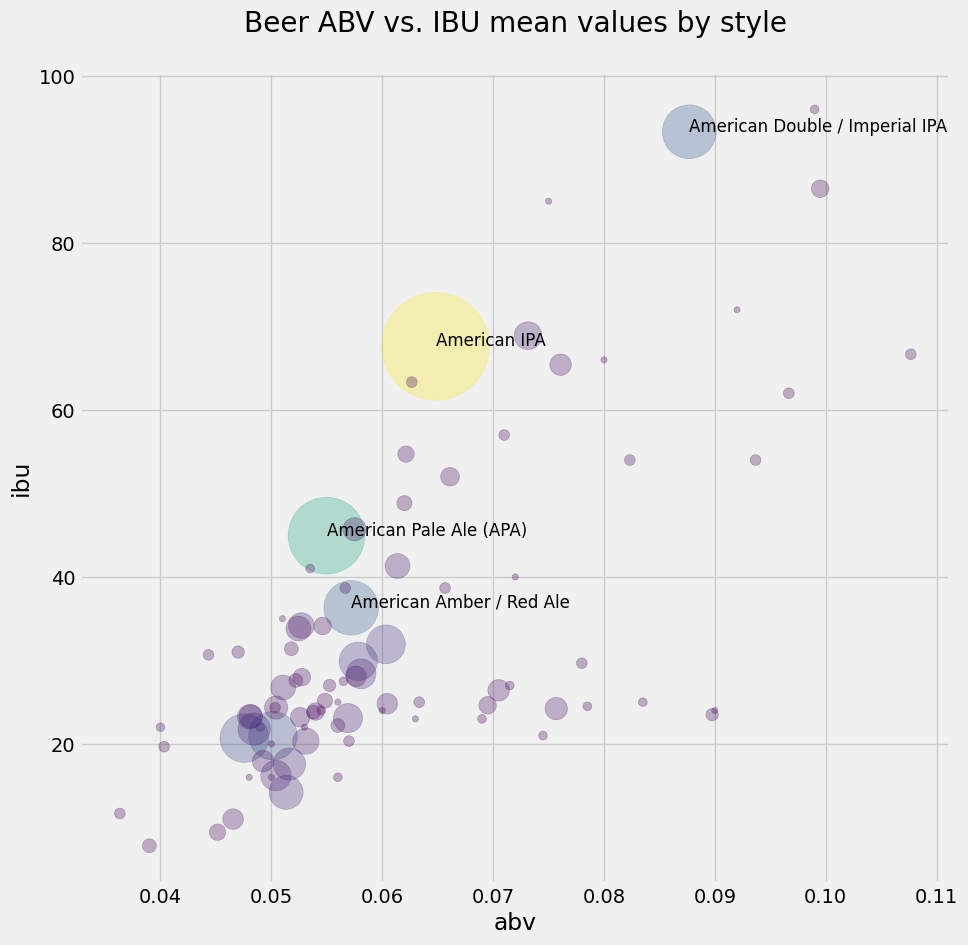 Beer ABV vs. IBU mean values by style
100
American Double / Imperial IPA
80
American IPA
60
ibu
American Pale Ale (APA)
40
American Amber / Red Ale
20
0.04 0.05 0.06 0.07 0.08 0.09 0.10 0.11
abv